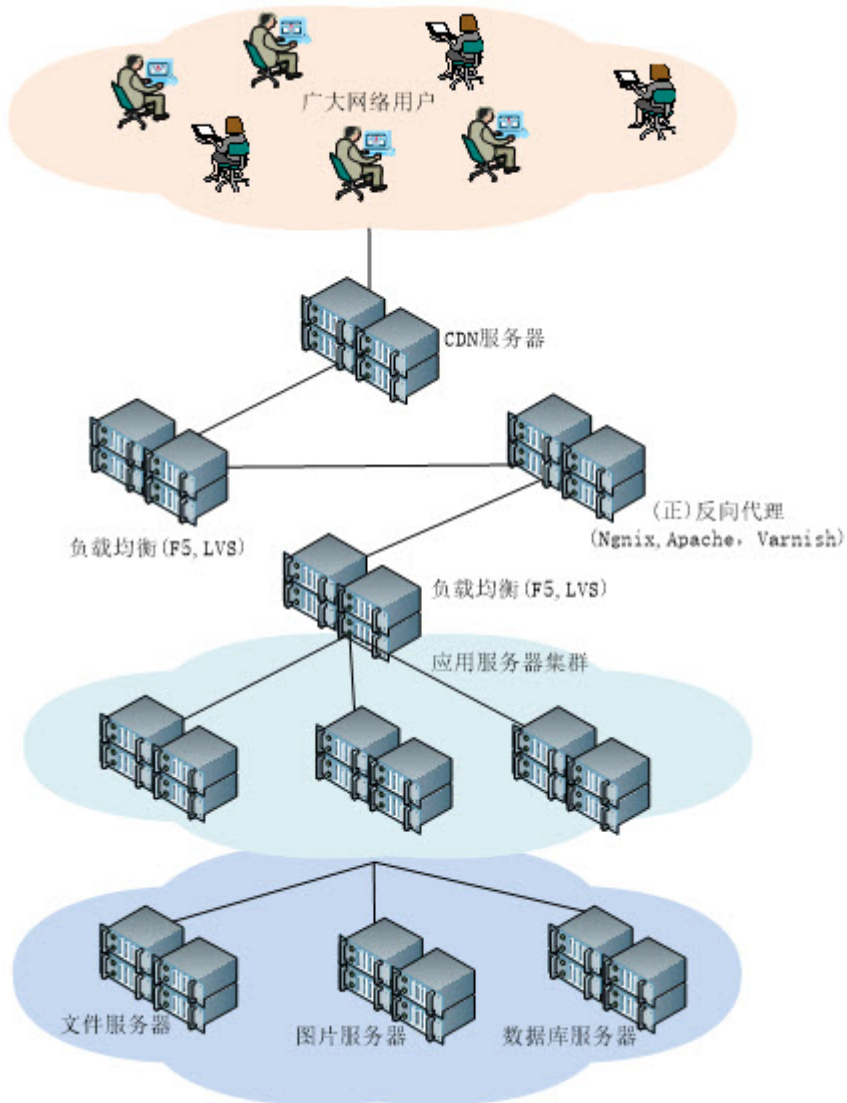 广大网络用户
CDN服务器
(正)反向代理
(Ngnix,Apache，Varnish)
负载均衡(F5,LVS)
负载均衡(F5,LVS)
应用服务器集群
文件服务器
图片服务器
数据库服务器